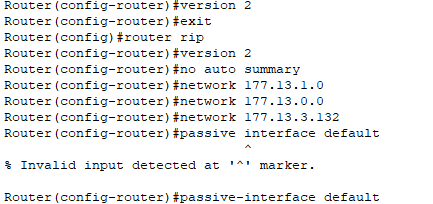 Router(config-router)#version 2
Router(config-router)#exit
Router(config)#router rip
Router(config-router)#version 2
Router(config-router)#no auto summary
Router(config-router)#network 177.13.1.0
Router(config-router)#network 177.13.0.0
Router(config-router)#network 177.13.3.132
Router(config-router)#passive interface default
^
% Invalid input detected at '^' marker.
Router(config-router)#passive-interface default